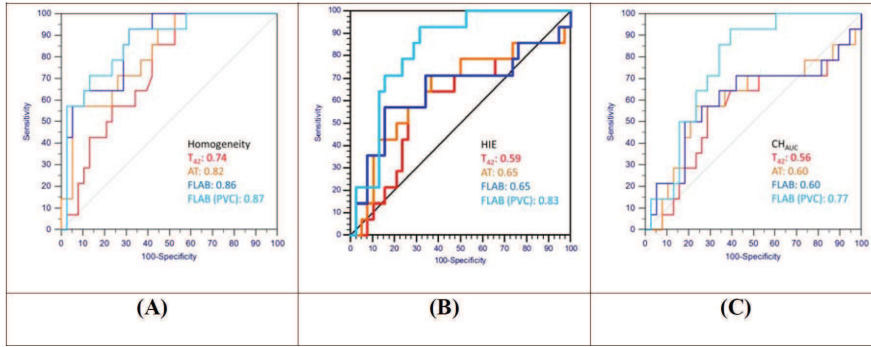 100
90
80
70
60
50
40
30
20
10
0
Sensitivity
Homogeneity
T42: 0.74
AT: 0.82
FLAB: 0.86
FLAB (PVC): 0.87
0 10 20 30 40 50 60 70 80 90 100
100-Specificity
100
90
80
70
60
50
40
30
20
10
0
Sensitivity
HIE
T42: 0.59
AT: 0.65
FLAB: 0.65
FLAB (PVC): 0.83
0 10 20 30 40 50 60 70 80 90 100
100-Specificity
100
90
80
70
60
50
40
30
20
10
0
Sensitivity
CHAUC
T42: 0.56
AT: 0.60
FLAB: 0.60
FLAB (PVC): 0.77
0 10 20 30 40 50 60 70 80 90 100
100-Specificity
(A) (B) (C)